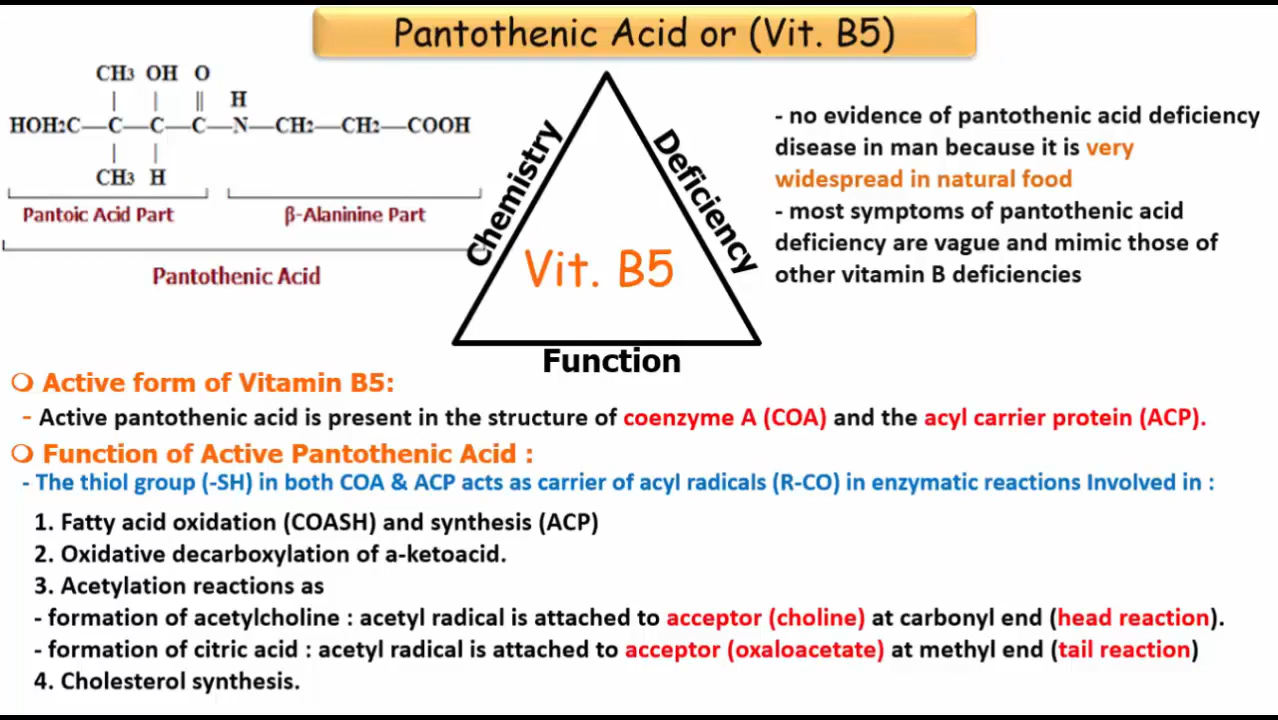 Pantothenic Acid or (Vit. B5)
CH3 OH O
H
HOH2C—C—C—C—N—CH2—CH2—COOH
CH3 H
Pantoic Acid Part β-Alaninine Part
Pantothenic Acid
Chemistry
Deficiency
Vit. B5
Function
- no evidence of pantothenic acid deficiency
disease in man because it is very
widespread in natural food
- most symptoms of pantothenic acid
deficiency are vague and mimic those of
other vitamin B deficiencies
❍ Active form of Vitamin B5:
- Active pantothenic acid is present in the structure of coenzyme A (COA) and the acyl carrier protein (ACP).
❍ Function of Active Pantothenic Acid :
- The thiol group (-SH) in both COA & ACP acts as carrier of acyl radicals (R-CO) in enzymatic reactions Involved in :
1. Fatty acid oxidation (COASH) and synthesis (ACP)
2. Oxidative decarboxylation of a-ketoacid.
3. Acetylation reactions as
- formation of acetylcholine : acetyl radical is attached to acceptor (choline) at carbonyl end (head reaction).
- formation of citric acid : acetyl radical is attached to acceptor (oxaloacetate) at methyl end (tail reaction)
4. Cholesterol synthesis.